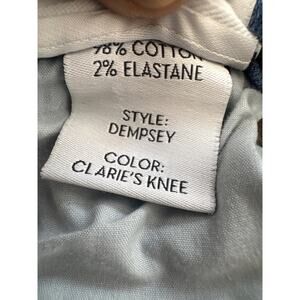 98% COTTON
2% ELASTANE
STYLE:
DEMPSEY
COLOR:
CLARIE'S KNEE